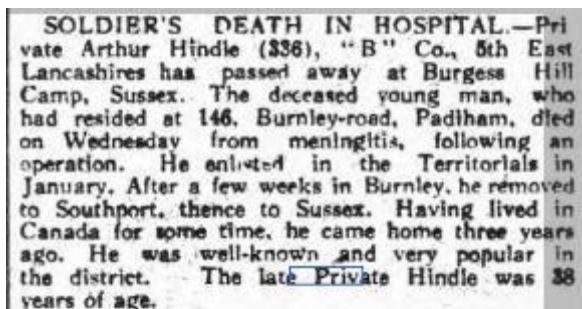 SOLDIER'S DEATH IN HOSPITAL.—Pri
vate Arthur Hindle (336), "B" Co., 5th East
Lancashires has passed away at Burgess Hill
Camp, Sussex. The deceased young man, who
had resided at 146, Burnley-road, Padiham, died
on Wednesday from meningitis, following an
operation. He enlisted in the Territorials in
January. After a few weeks in Burnley, he removed
to Southport, thence to Sussex. Having lived in
Canada for some time, he came home three years
ago. He was well-known and very popular in
the district. The late Private Hindle was 38
years of age.